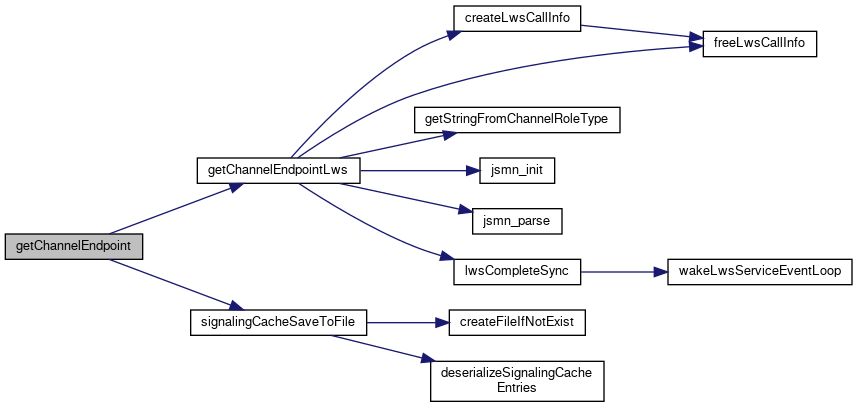 createLwsCallInfo
freeLwsCallInfo
getStringFromChannelRoleType
getChannelEndpointLws
jsmn_init
jsmn_parse
getChannelEndpoint
lwsCompleteSync
wakeLwsServiceEventLoop
signalingCacheSaveToFile
createFileIfNotExist
deserializeSignalingCache
Entries